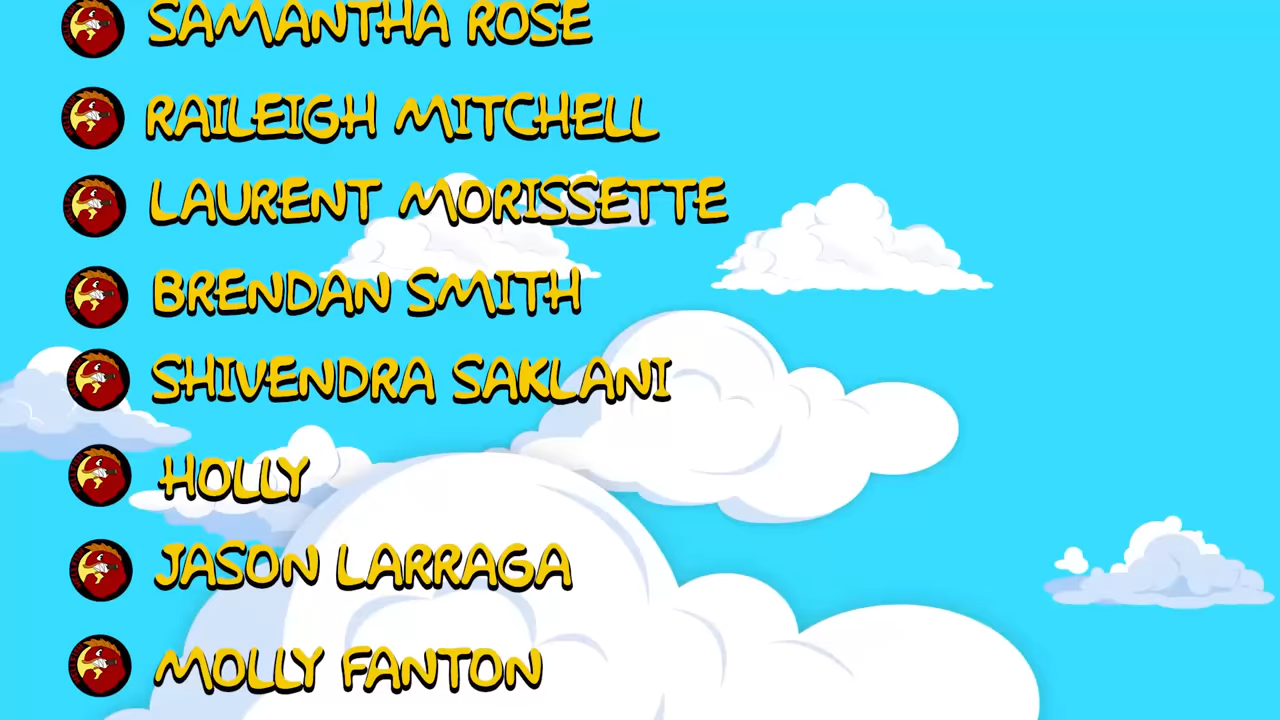 SAMANTHA ROSE
RAILEIGH MITCHELL
LAURENT MORISSETTE
BRENDAN SMITH
SHIVENDRA SAKLANI
HOLLY
JASON LARRAGA
MOLLY FANTON